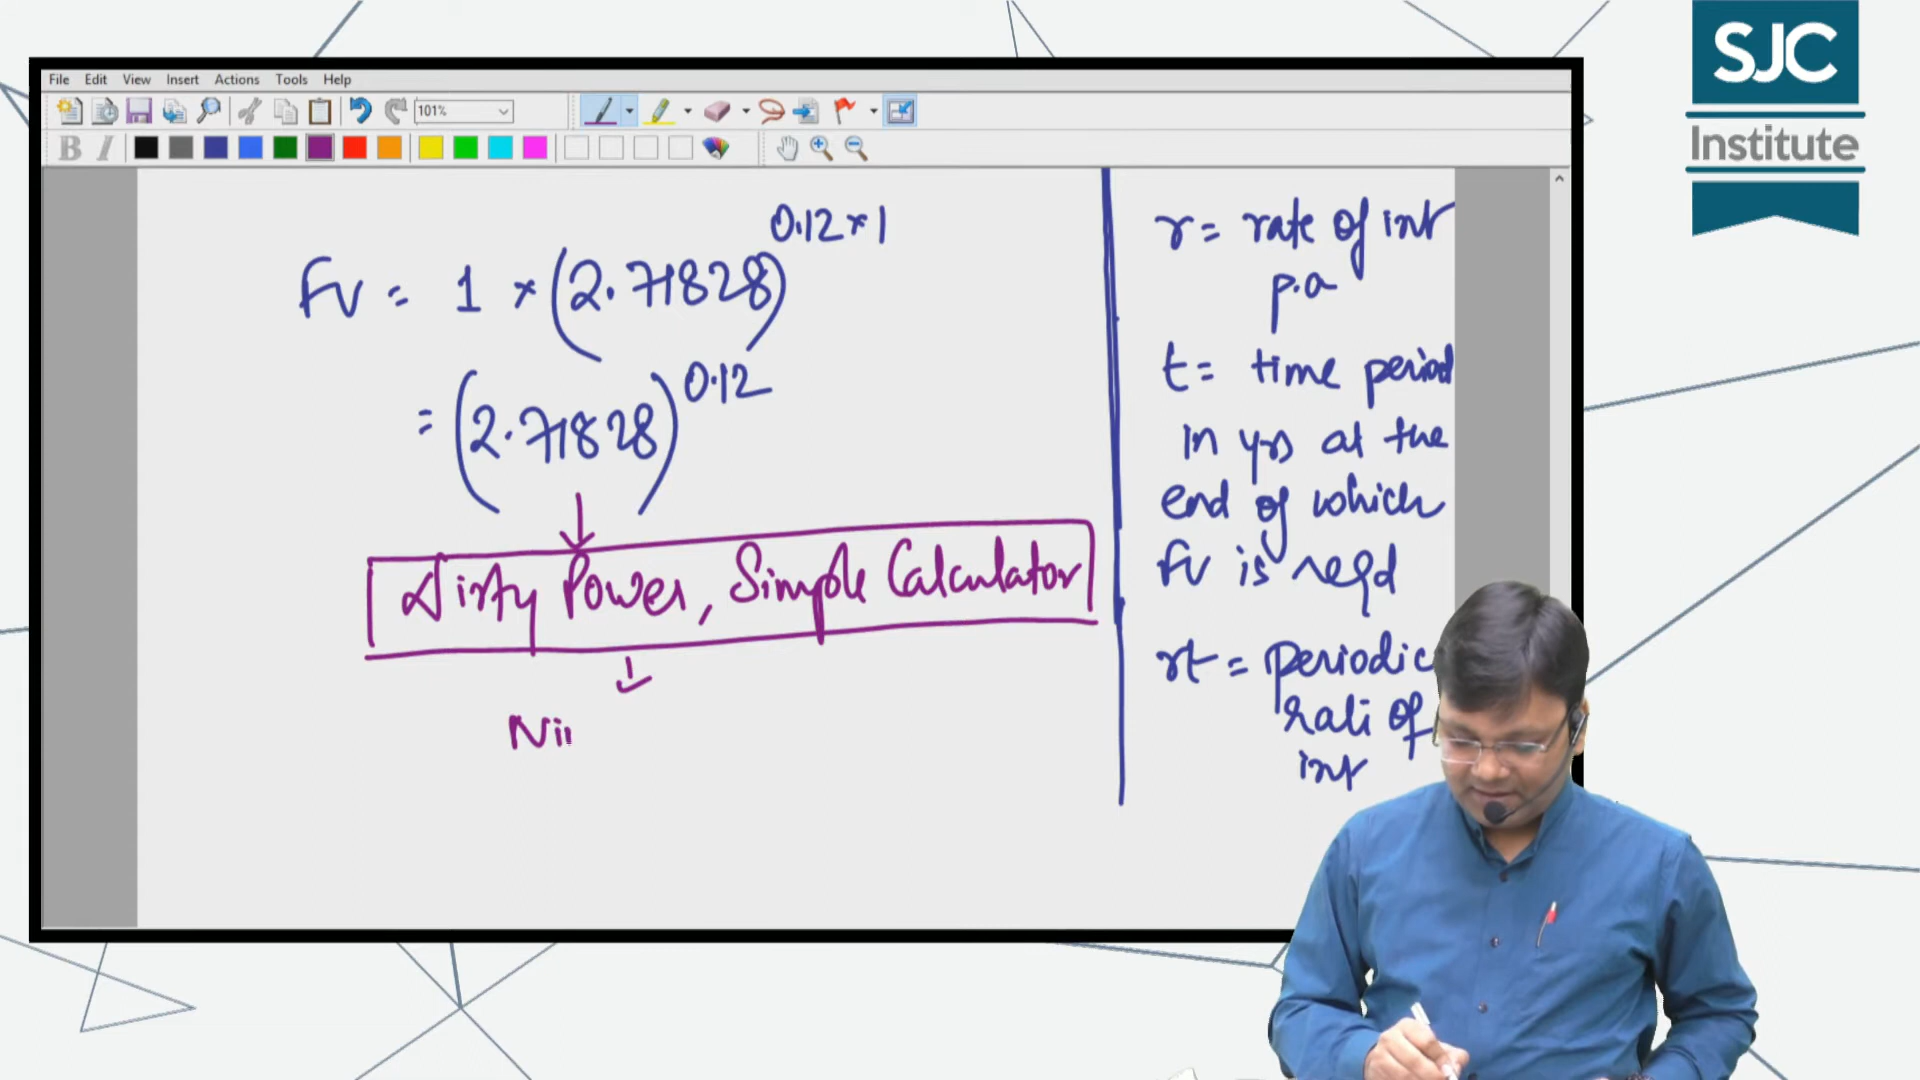 SJC
Institute
File Edit View Insert Actions Tools Help
101%
B I
FV = 1 × (2.71828)^0.12×1
= (2.71828)^0.12
Dirty Power, Simple Calculator
r = rate of int
p.a
t = time period
in yrs at the
end of which
FV is reqd
rt = periodic
rate of
int